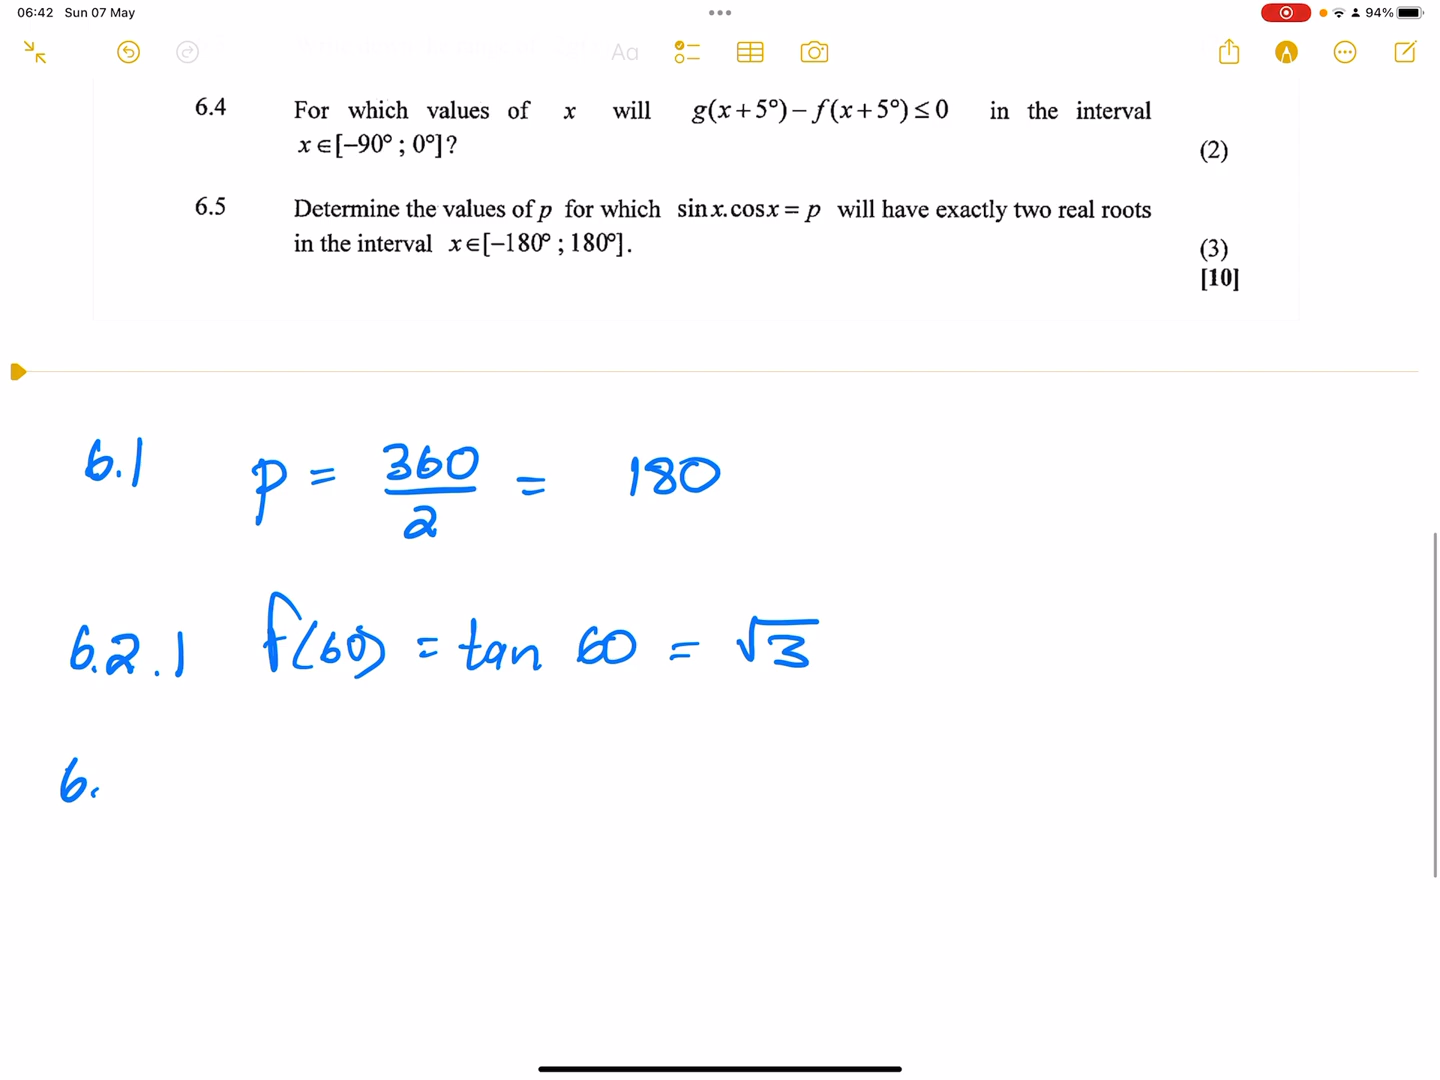 06:42 Sun 07 May
94%
Aa
6.4 For which values of x will g(x+5°)−f(x+5°)≤0 in the interval
x∈[−90° ; 0°]? (2)
6.5 Determine the values of p for which sin x.cos x = p will have exactly two real roots
in the interval x∈[−180° ; 180°]. (3)
[10]
6.1 p = 360/2 = 180
6.2.1 f(60) = tan 60 = √3
6.